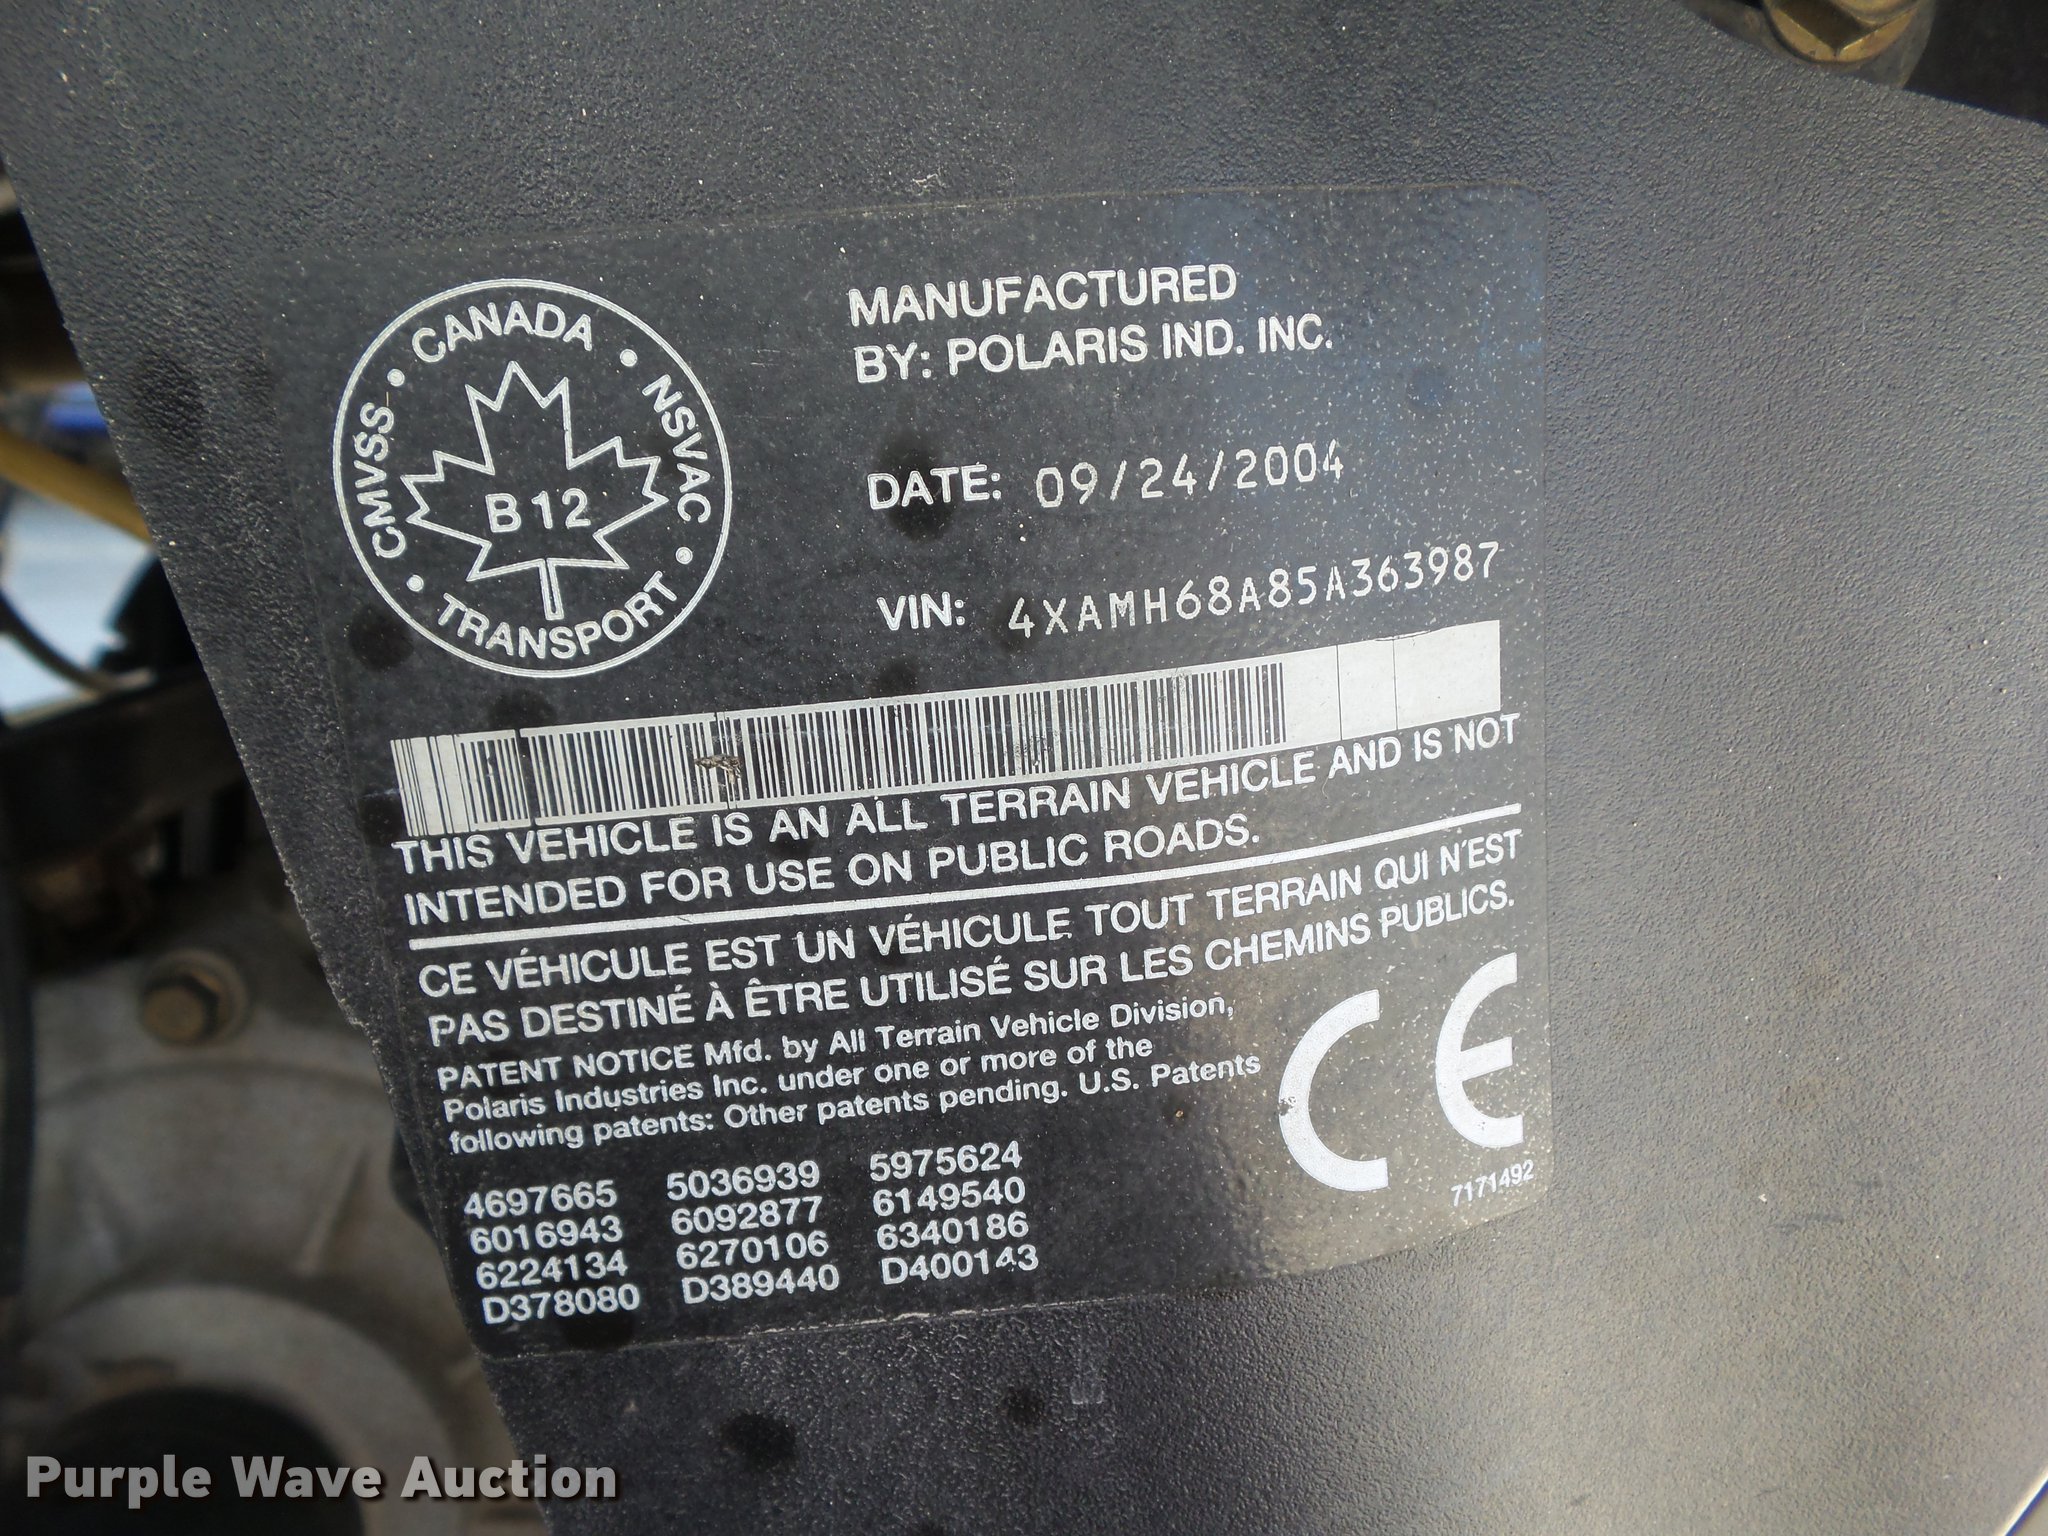 CMVSS • CANADA • NSVAC • TRANSPORT •
B 12
MANUFACTURED
BY: POLARIS IND. INC.
DATE: 09/24/2004
VIN: 4XAMH68A85A363987
THIS VEHICLE IS AN ALL TERRAIN VEHICLE AND IS NOT
INTENDED FOR USE ON PUBLIC ROADS.
CE VÉHICULE EST UN VÉHICULE TOUT TERRAIN QUI N'EST
PAS DESTINÉ À ÊTRE UTILISÉ SUR LES CHEMINS PUBLICS.
PATENT NOTICE Mfd. by All Terrain Vehicle Division,
Polaris Industries Inc. under one or more of the
following patents: Other patents pending. U.S. Patents
4697665 5036939 5975624
6016943 6092877 6149540
6224134 6270106 6340186
D378080 D389440 D400143
CE
7171492
Purple Wave Auction